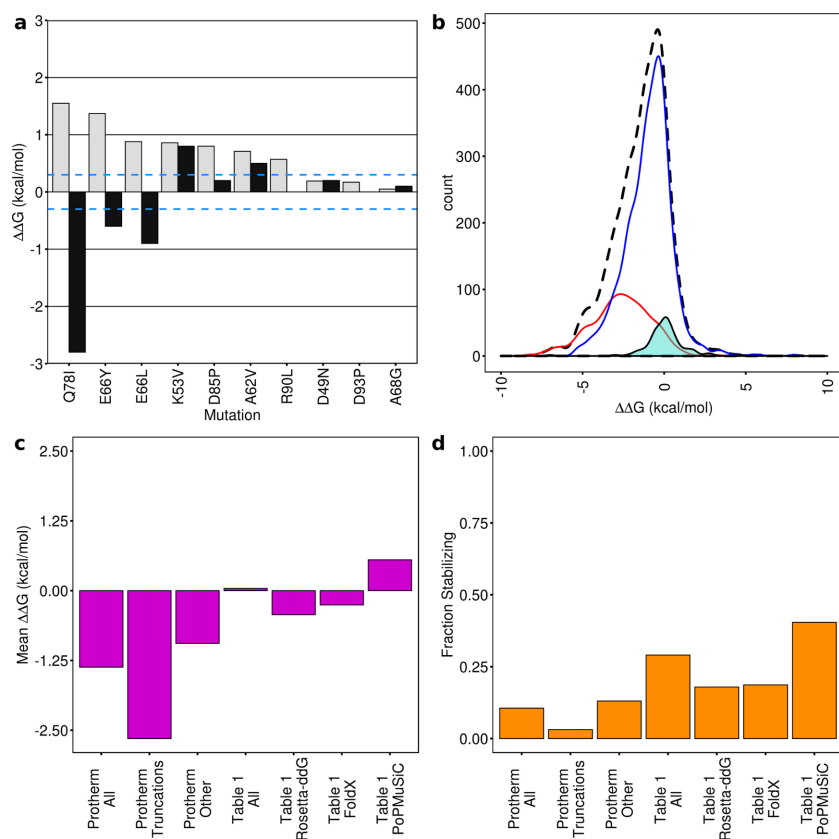 a
3
2
1
0
-1
-2
-3
ΔΔG (kcal/mol)
Q78I
E66Y
E66L
K53V
D85P
A62V
R90L
D49N
D93P
A68G
Mutation
b
500
400
300
200
100
0
count
-10
-5
0
5
10
ΔΔG (kcal/mol)
c
2.50
1.25
0.00
-1.25
-2.50
Mean ΔΔG (kcal/mol)
Protherm
All
Protherm
Truncations
Protherm
Other
Table 1
All
Table 1
Rosetta-ddG
Table 1
FoldX
Table 1
PoPMuSiC
d
1.00
0.75
0.50
0.25
0.00
Fraction Stabilizing
Protherm
All
Protherm
Truncations
Protherm
Other
Table 1
All
Table 1
Rosetta-ddG
Table 1
FoldX
Table 1
PoPMuSiC